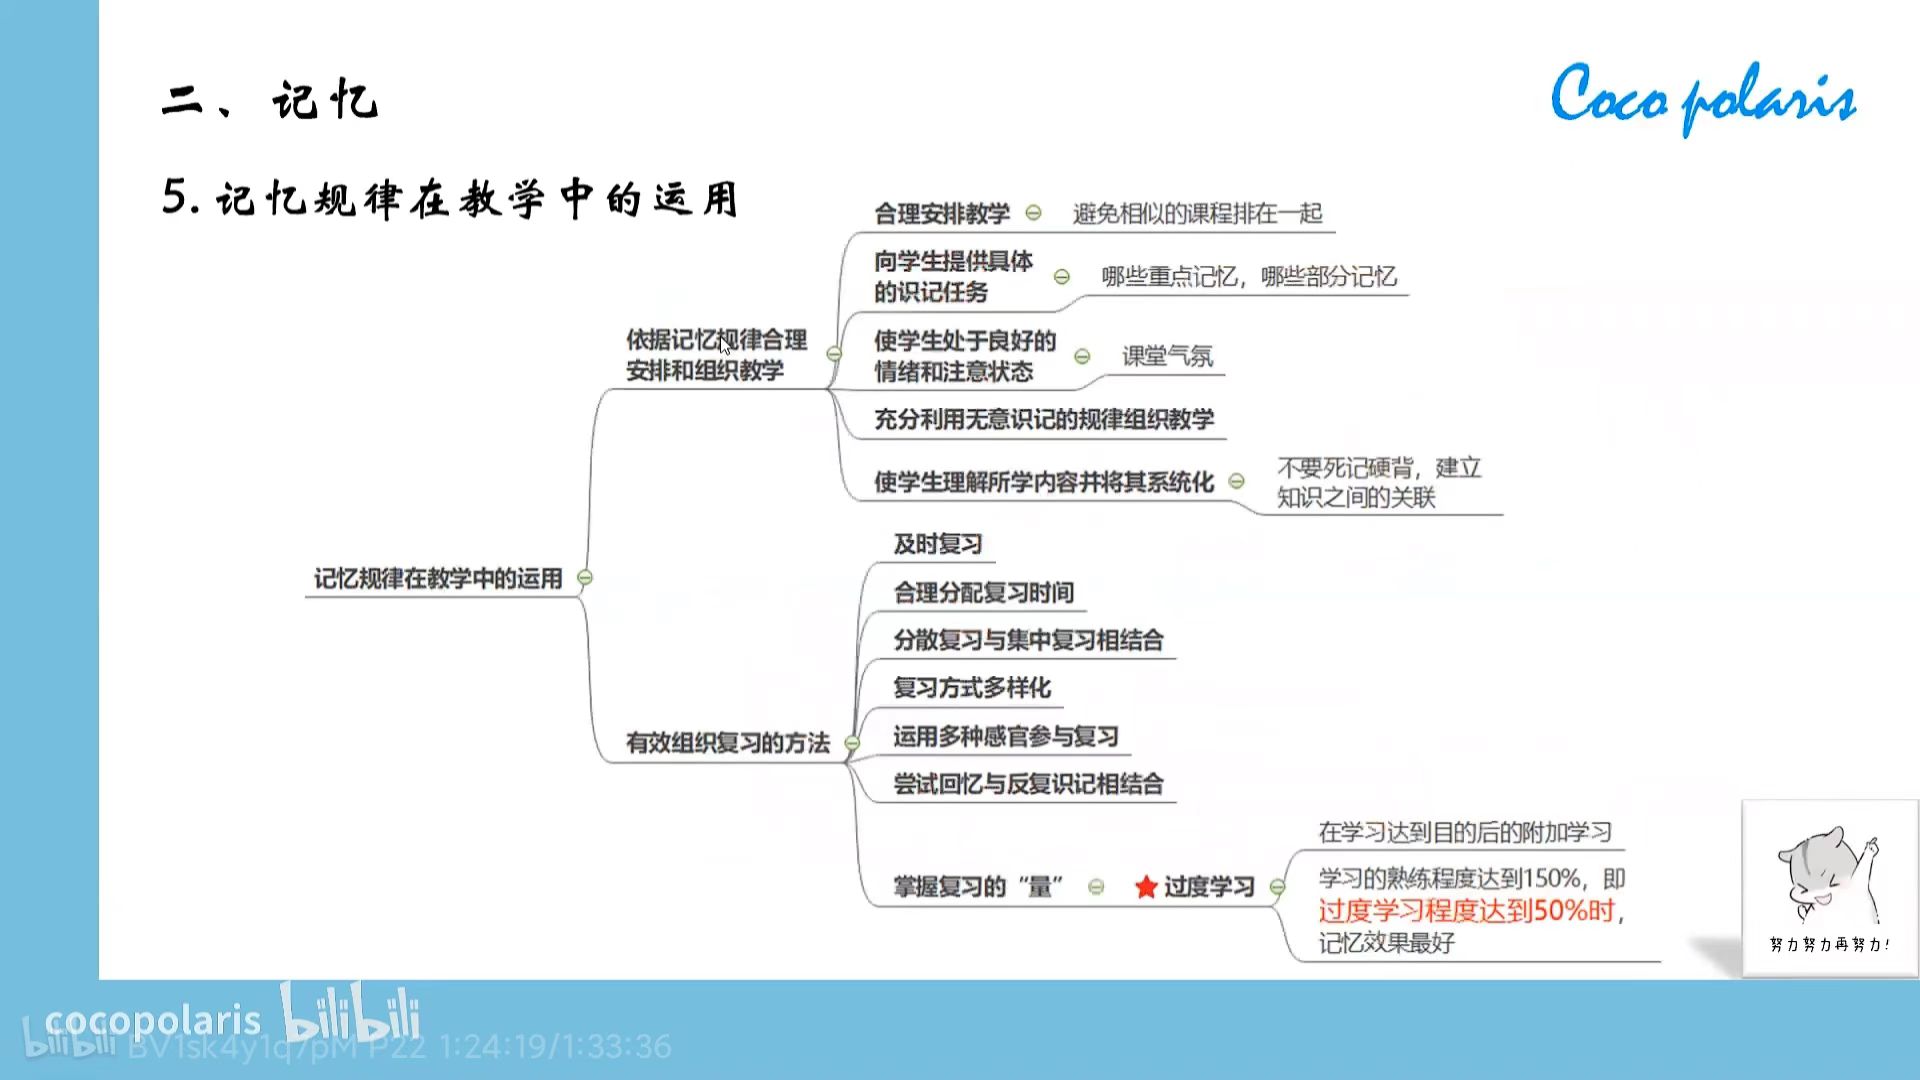 二、记忆
Coco polaris
5.记忆规律在教学中的运用
合理安排教学
避免相似的课程排在一起
向学生提供具体
的识记任务
哪些重点记忆，哪些部分记忆
依据记忆规律合理
安排和组织教学
使学生处于良好的
情绪和注意状态
课堂气氛
充分利用无意识记的规律组织教学
使学生理解所学内容并将其系统化
不要死记硬背，建立
知识之间的关联
记忆规律在教学中的运用
及时复习
合理分配复习时间
分散复习与集中复习相结合
复习方式多样化
有效组织复习的方法
运用多种感官参与复习
尝试回忆与反复识记相结合
掌握复习的“量”
过度学习
在学习达到目的后的附加学习
学习的熟练程度达到150%，即
过度学习程度达到50%时，
记忆效果最好
努力努力再努力!
cocopolaris bilibili
bilibili P22 1:24:19/1:33:36